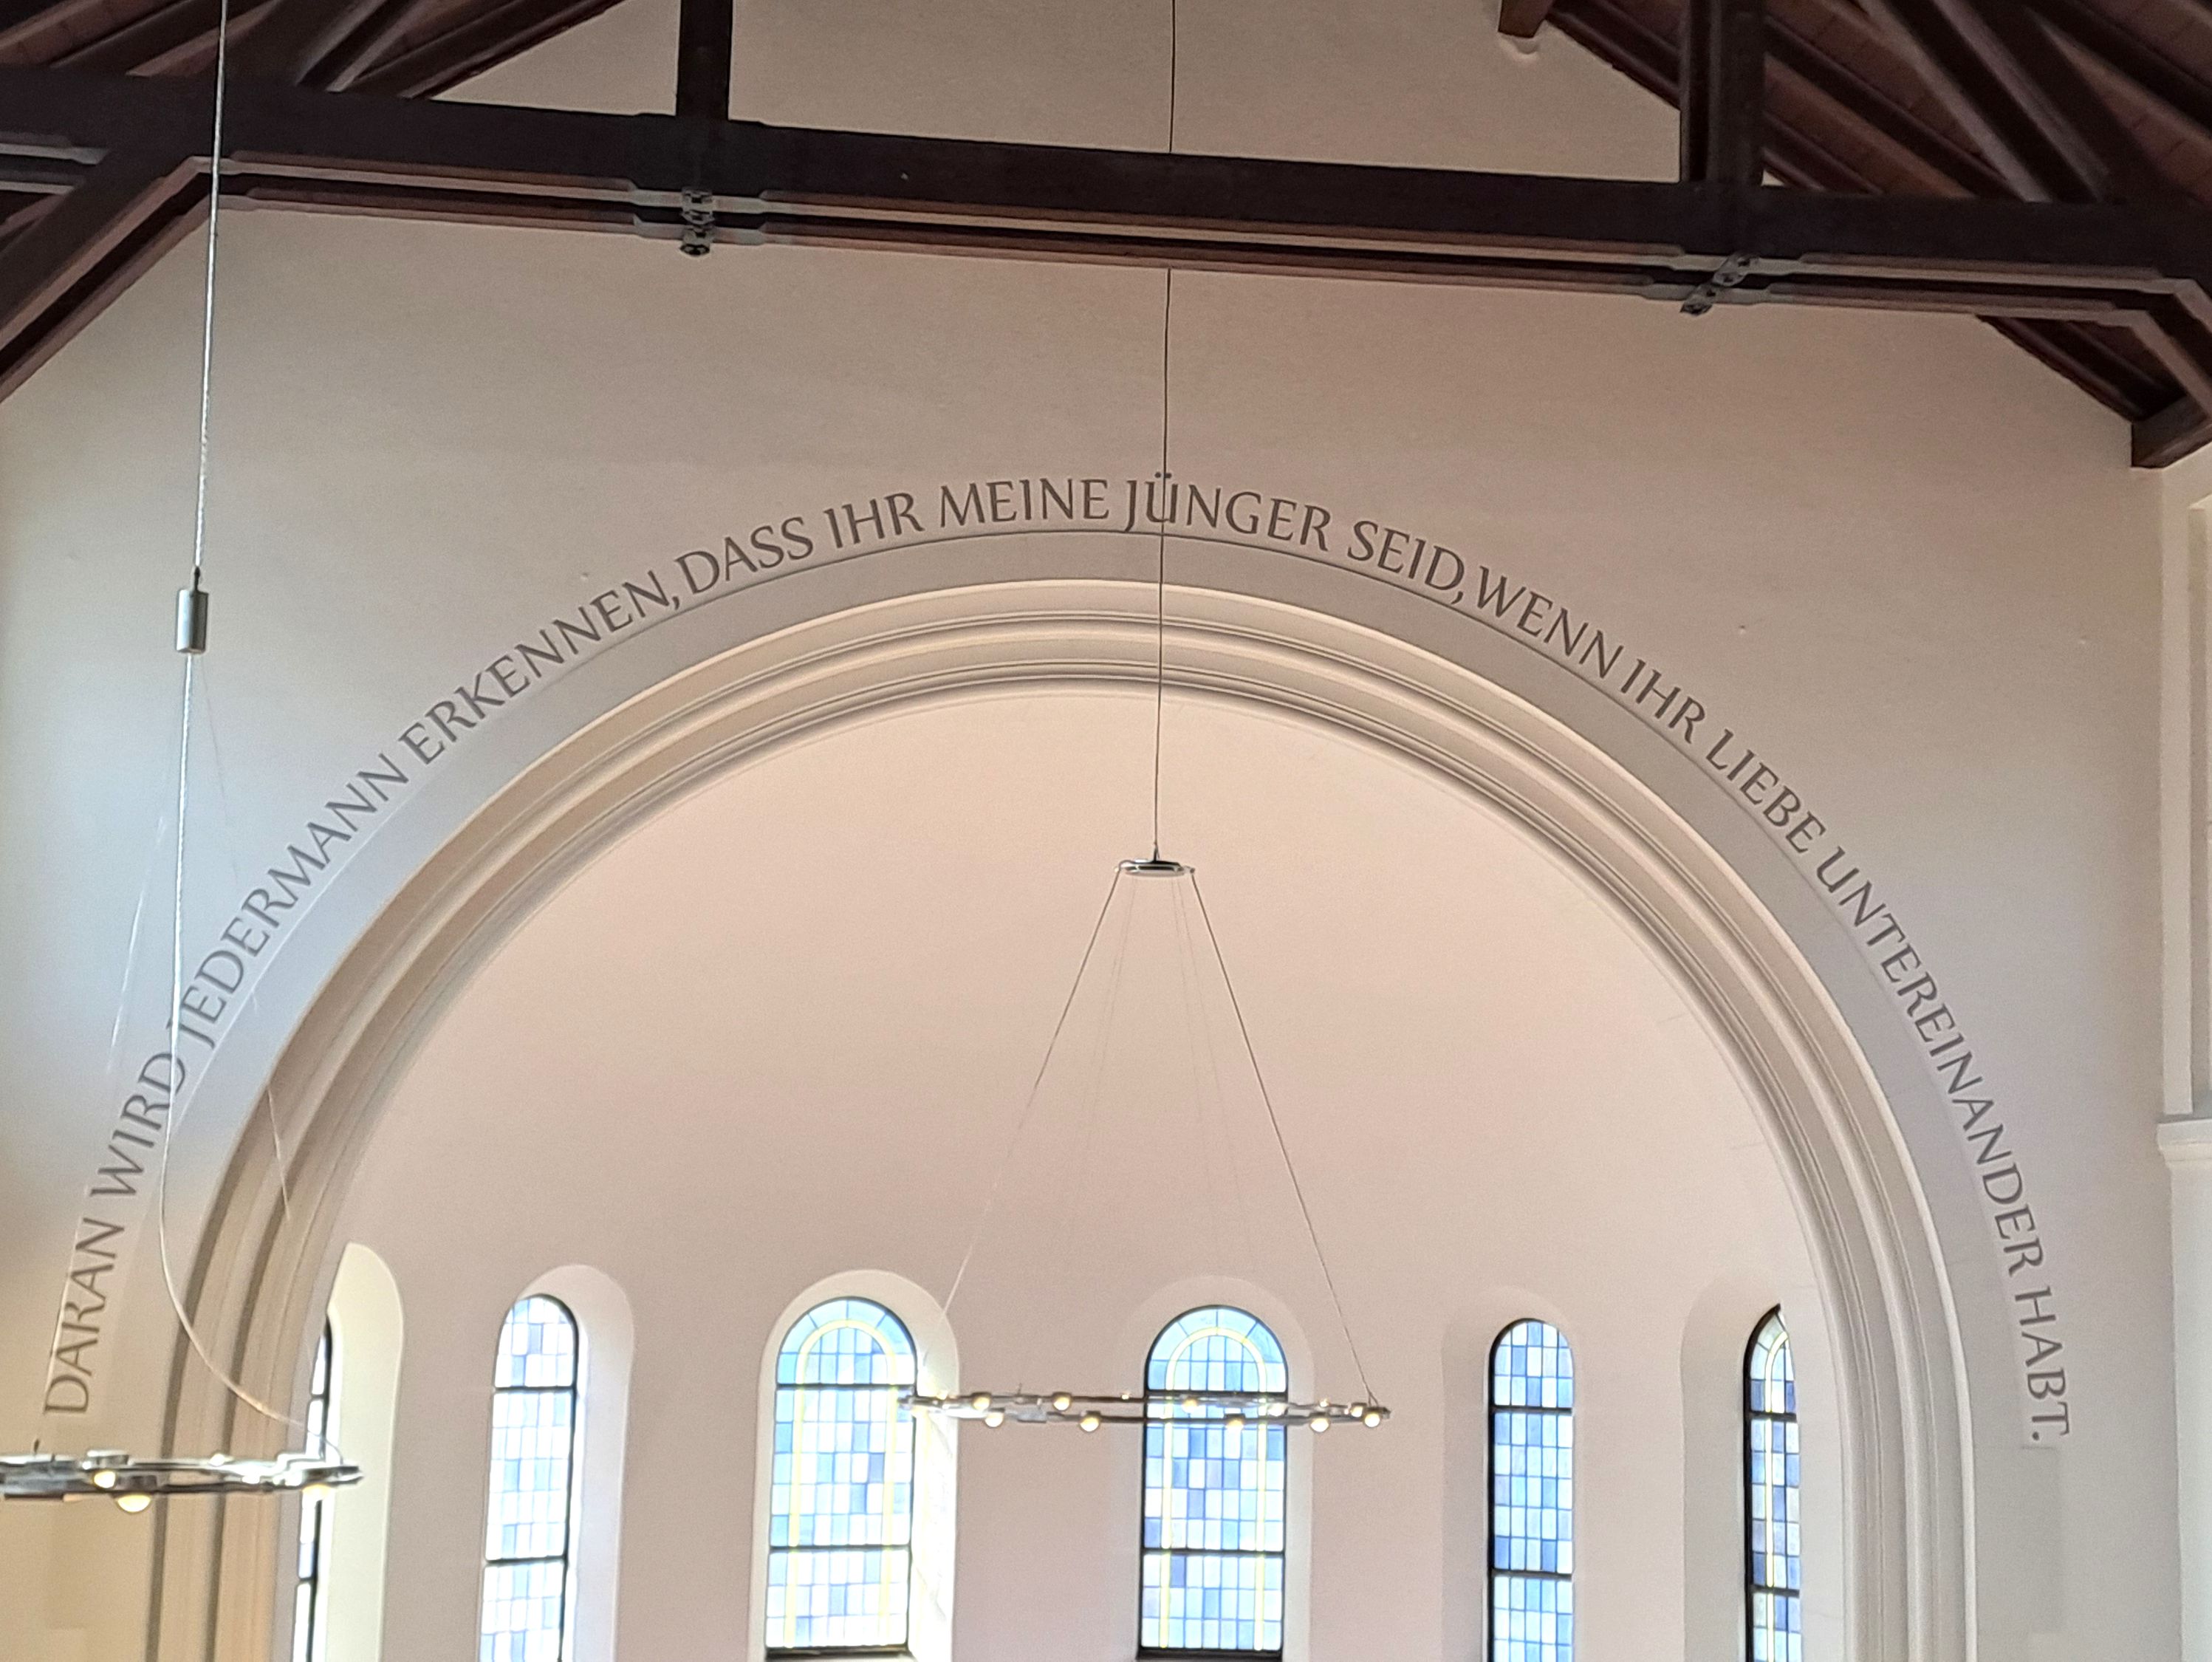 DARAN WIRD JEDERMANN ERKENNEN, DASS IHR MEINE JÜNGER SEID, WENN IHR LIEBE UNTEREINANDER HABT.